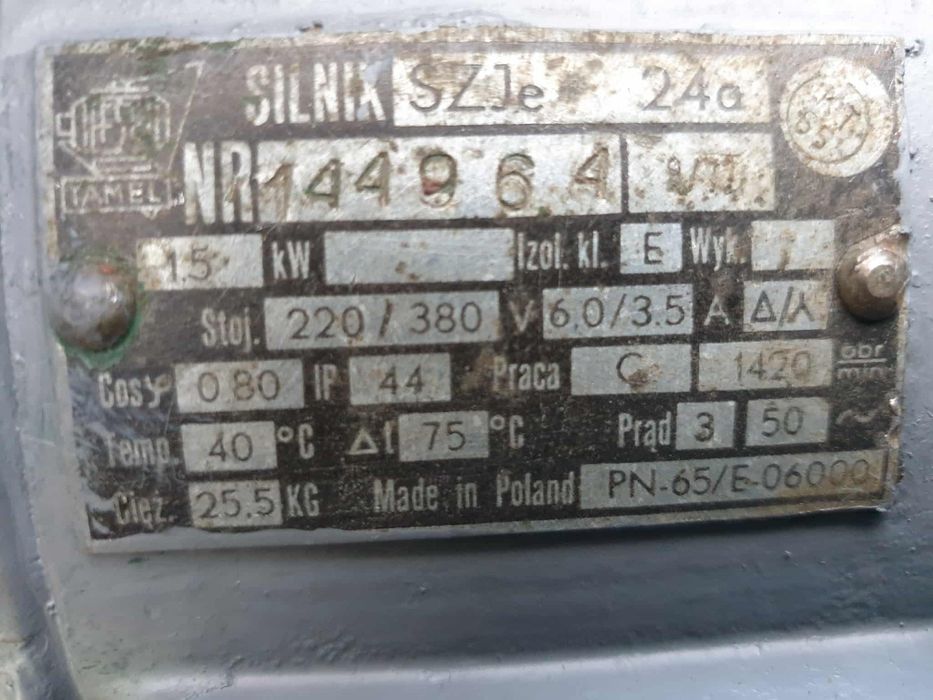 TAMEL
SILNIK SZJe 24a
NR 144964
1.5 kW Izol. kl. E Wyk.
Stoj. 220 / 380 V 6,0/3.5 A Δ/⅄
Cosφ 0.80 IP 44 Praca C 1420 obr min
Temp. 40 °C Δt 75 °C Prąd 3 50 ~
Cięż. 25.5 KG Made in Poland PN-65/E-06000